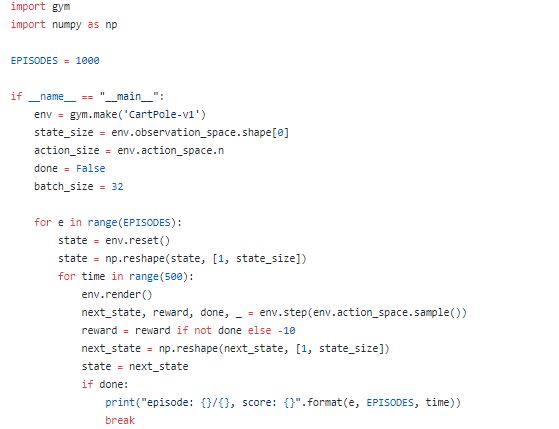 import gym
import numpy as np

EPISODES = 1000

if __name__ == "__main__":
    env = gym.make('CartPole-v1')
    state_size = env.observation_space.shape[0]
    action_size = env.action_space.n
    done = False
    batch_size = 32

    for e in range(EPISODES):
        state = env.reset()
        state = np.reshape(state, [1, state_size])
        for time in range(500):
            env.render()
            next_state, reward, done, _ = env.step(env.action_space.sample())
            reward = reward if not done else -10
            next_state = np.reshape(next_state, [1, state_size])
            state = next_state
            if done:
                print("episode: {}/{}, score: {}".format(e, EPISODES, time))
                break